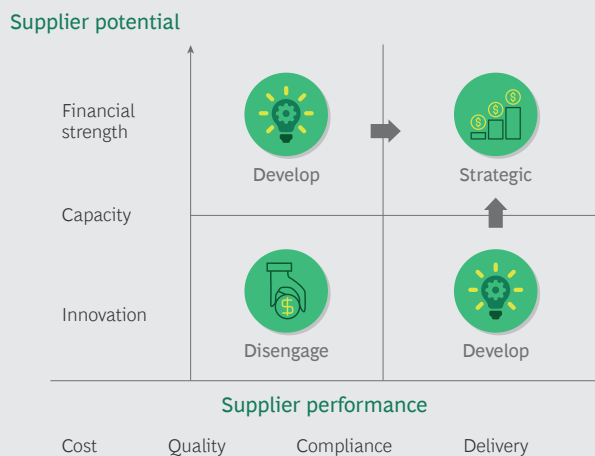 Supplier potential
Financial
strength
Develop
Strategic
Capacity
Innovation
Disengage
Develop
Supplier performance
Cost Quality Compliance Delivery
$
$
$
$